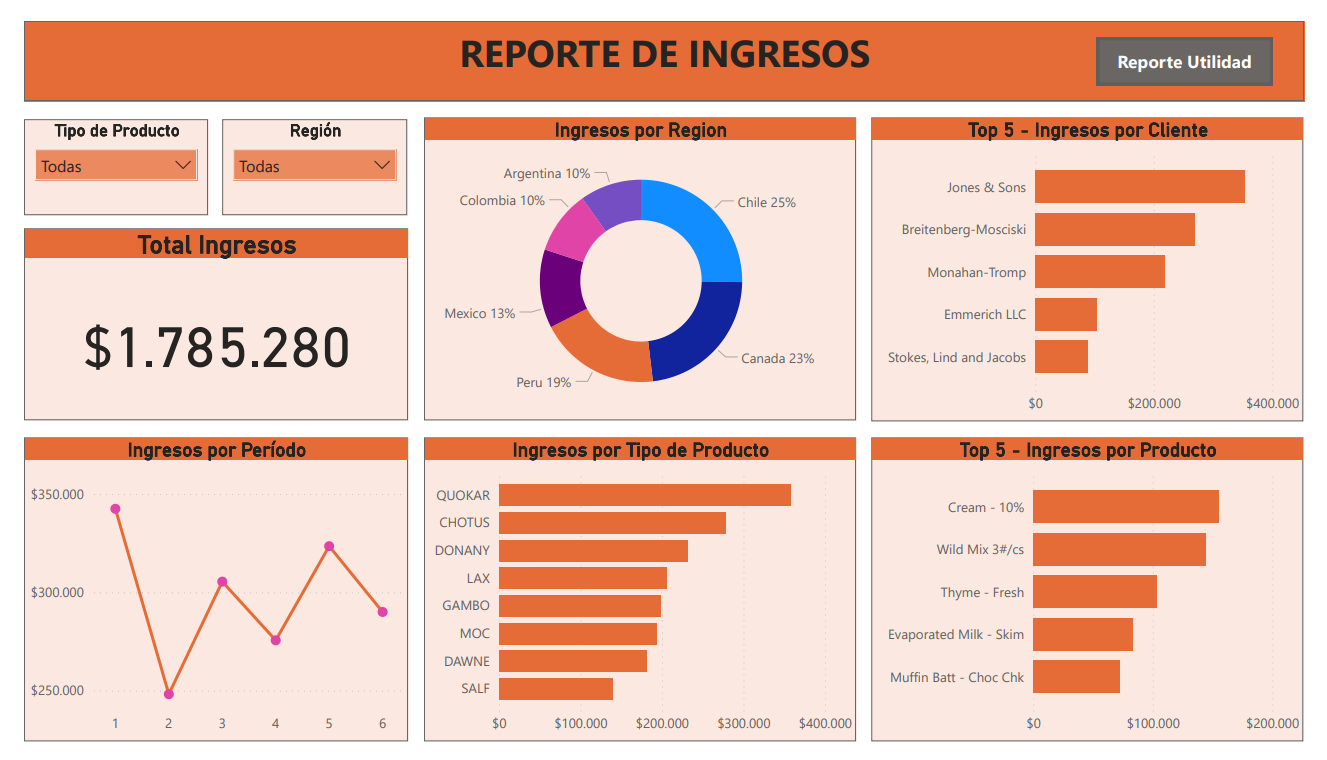 REPORTE DE INGRESOS
Reporte Utilidad
Tipo de Producto
Todas
Región
Todas
Total Ingresos
$1.785.280
Ingresos por Region
Argentina 10%
Colombia 10%
Chile 25%
Mexico 13%
Canada 23%
Peru 19%
Top 5 - Ingresos por Cliente
Jones & Sons
Breitenberg-Mosciski
Monahan-Tromp
Emmerich LLC
Stokes, Lind and Jacobs
$0 $200.000 $400.000
Ingresos por Período
$350.000
$300.000
$250.000
1 2 3 4 5 6
Ingresos por Tipo de Producto
QUOKAR
CHOTUS
DONANY
LAX
GAMBO
MOC
DAWNE
SALF
$0 $100.000 $200.000 $300.000 $400.000
Top 5 - Ingresos por Producto
Cream - 10%
Wild Mix 3#/cs
Thyme - Fresh
Evaporated Milk - Skim
Muffin Batt - Choc Chk
$0 $100.000 $200.000